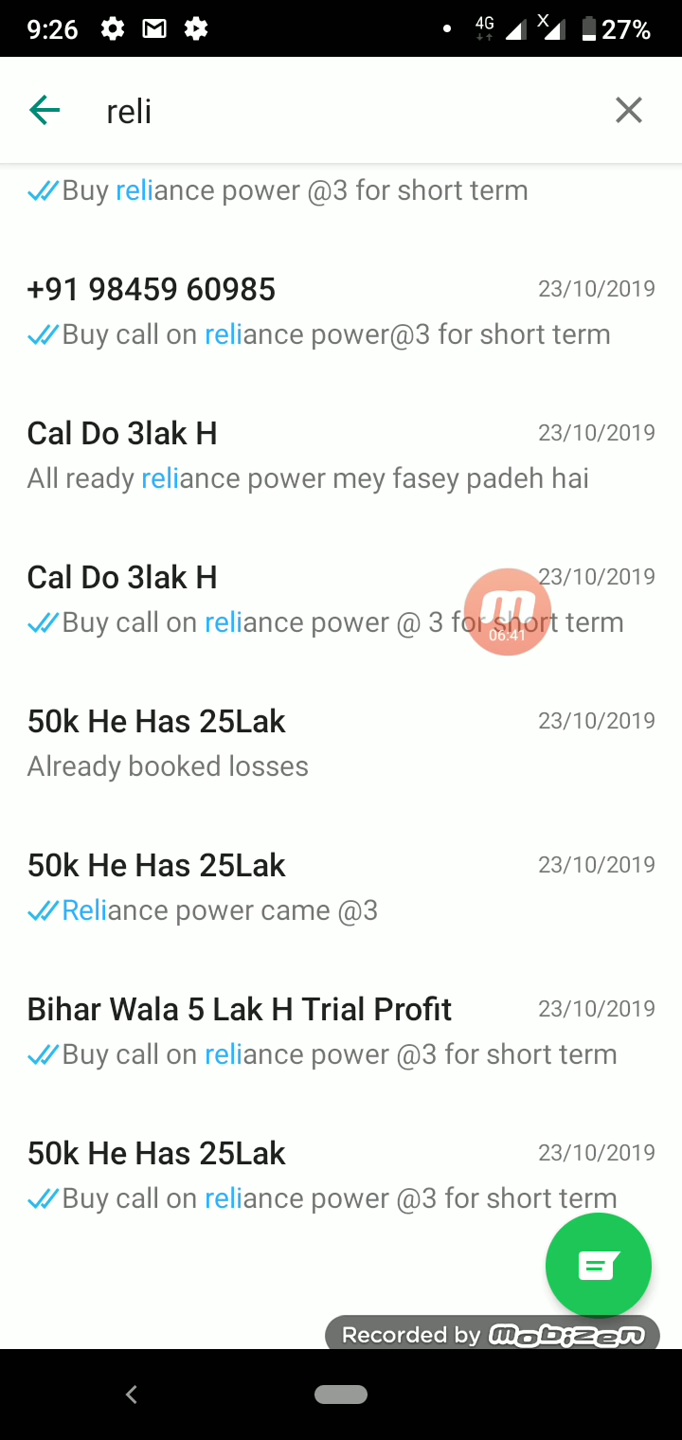 9:26 4G X 27%
reli
Buy reliance power @3 for short term
+91 98459 60985 23/10/2019
Buy call on reliance power@3 for short term
Cal Do 3lak H 23/10/2019
All ready reliance power mey fasey padeh hai
Cal Do 3lak H 23/10/2019
Buy call on reliance power @ 3 for short term
06:41
50k He Has 25Lak 23/10/2019
Already booked losses
50k He Has 25Lak 23/10/2019
Reliance power came @3
Bihar Wala 5 Lak H Trial Profit 23/10/2019
Buy call on reliance power @3 for short term
50k He Has 25Lak 23/10/2019
Buy call on reliance power @3 for short term
Recorded by mobizen